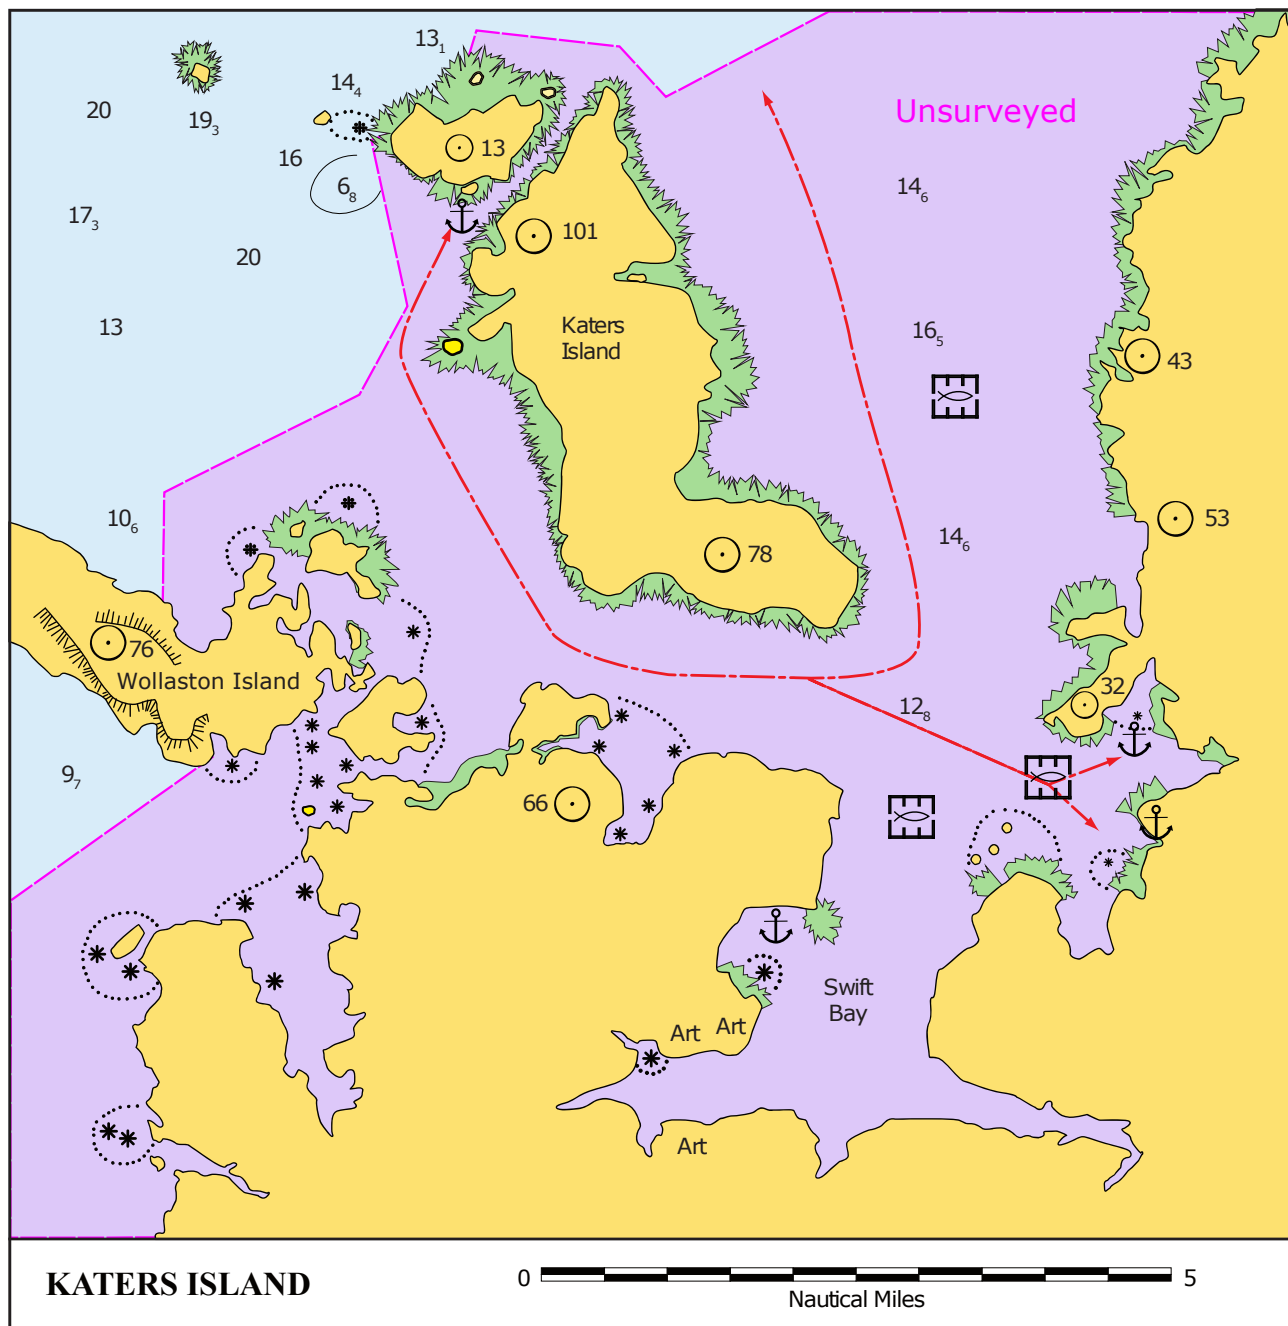 13₁
14₄
20
19₃
Unsurveyed
13
16
6₈
14₆
17₃
101
20
13
Katers
Island
16₅
43
10₆
53
14₆
78
76
Wollaston Island
32
12₈
9₇
66
Swift
Bay
Art
Art
Art
KATERS ISLAND
0
5
Nautical Miles